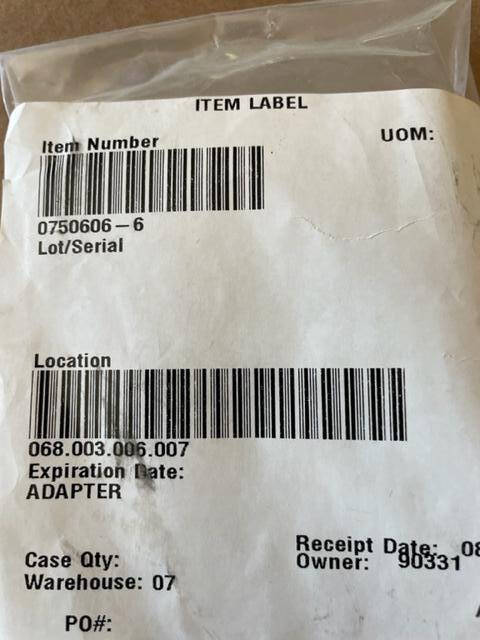 ITEM LABEL
Item Number
UOM:
0750606-6
Lot/Serial
Location
068.003.006.007
Expiration Date:
ADAPTER
Receipt Date: 08
Case Qty:
Owner: 90331
Warehouse: 07
PO#: